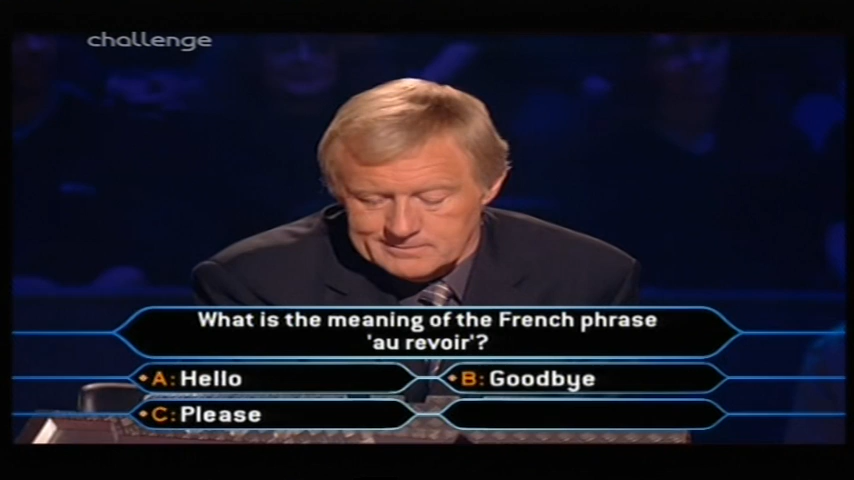 challenge
What is the meaning of the French phrase
'au revoir'?
A: Hello
B: Goodbye
C: Please